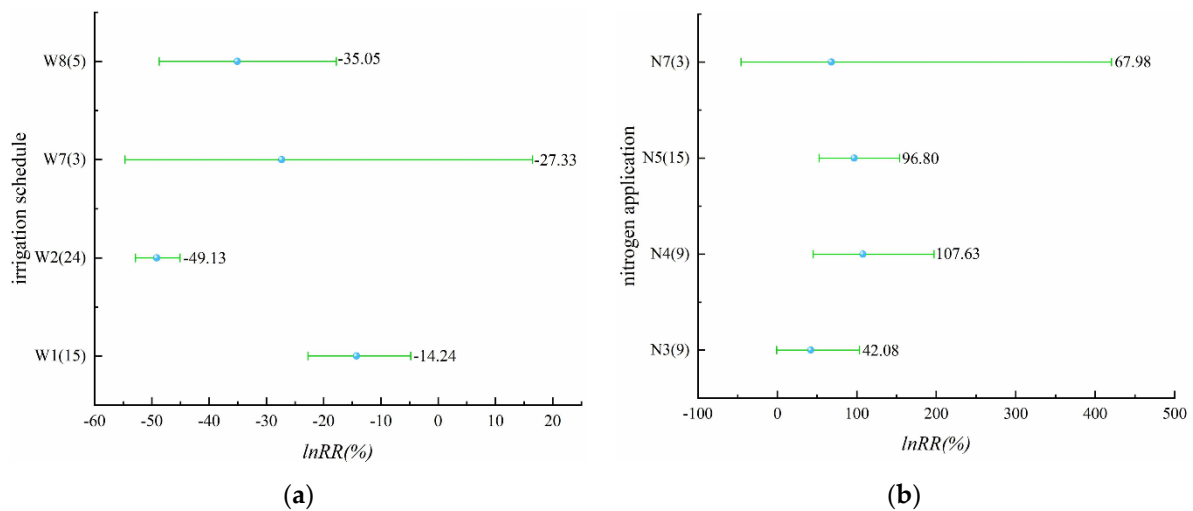 W8(5)
-35.05
W7(3)
-27.33
W2(24)
-49.13
W1(15)
-14.24
irrigation schedule
-60 -50 -40 -30 -20 -10 0 10 20
lnRR(%)
(a)
N7(3)
67.98
N5(15)
96.80
N4(9)
107.63
N3(9)
42.08
nitrogen application
-100 0 100 200 300 400 500
lnRR(%)
(b)